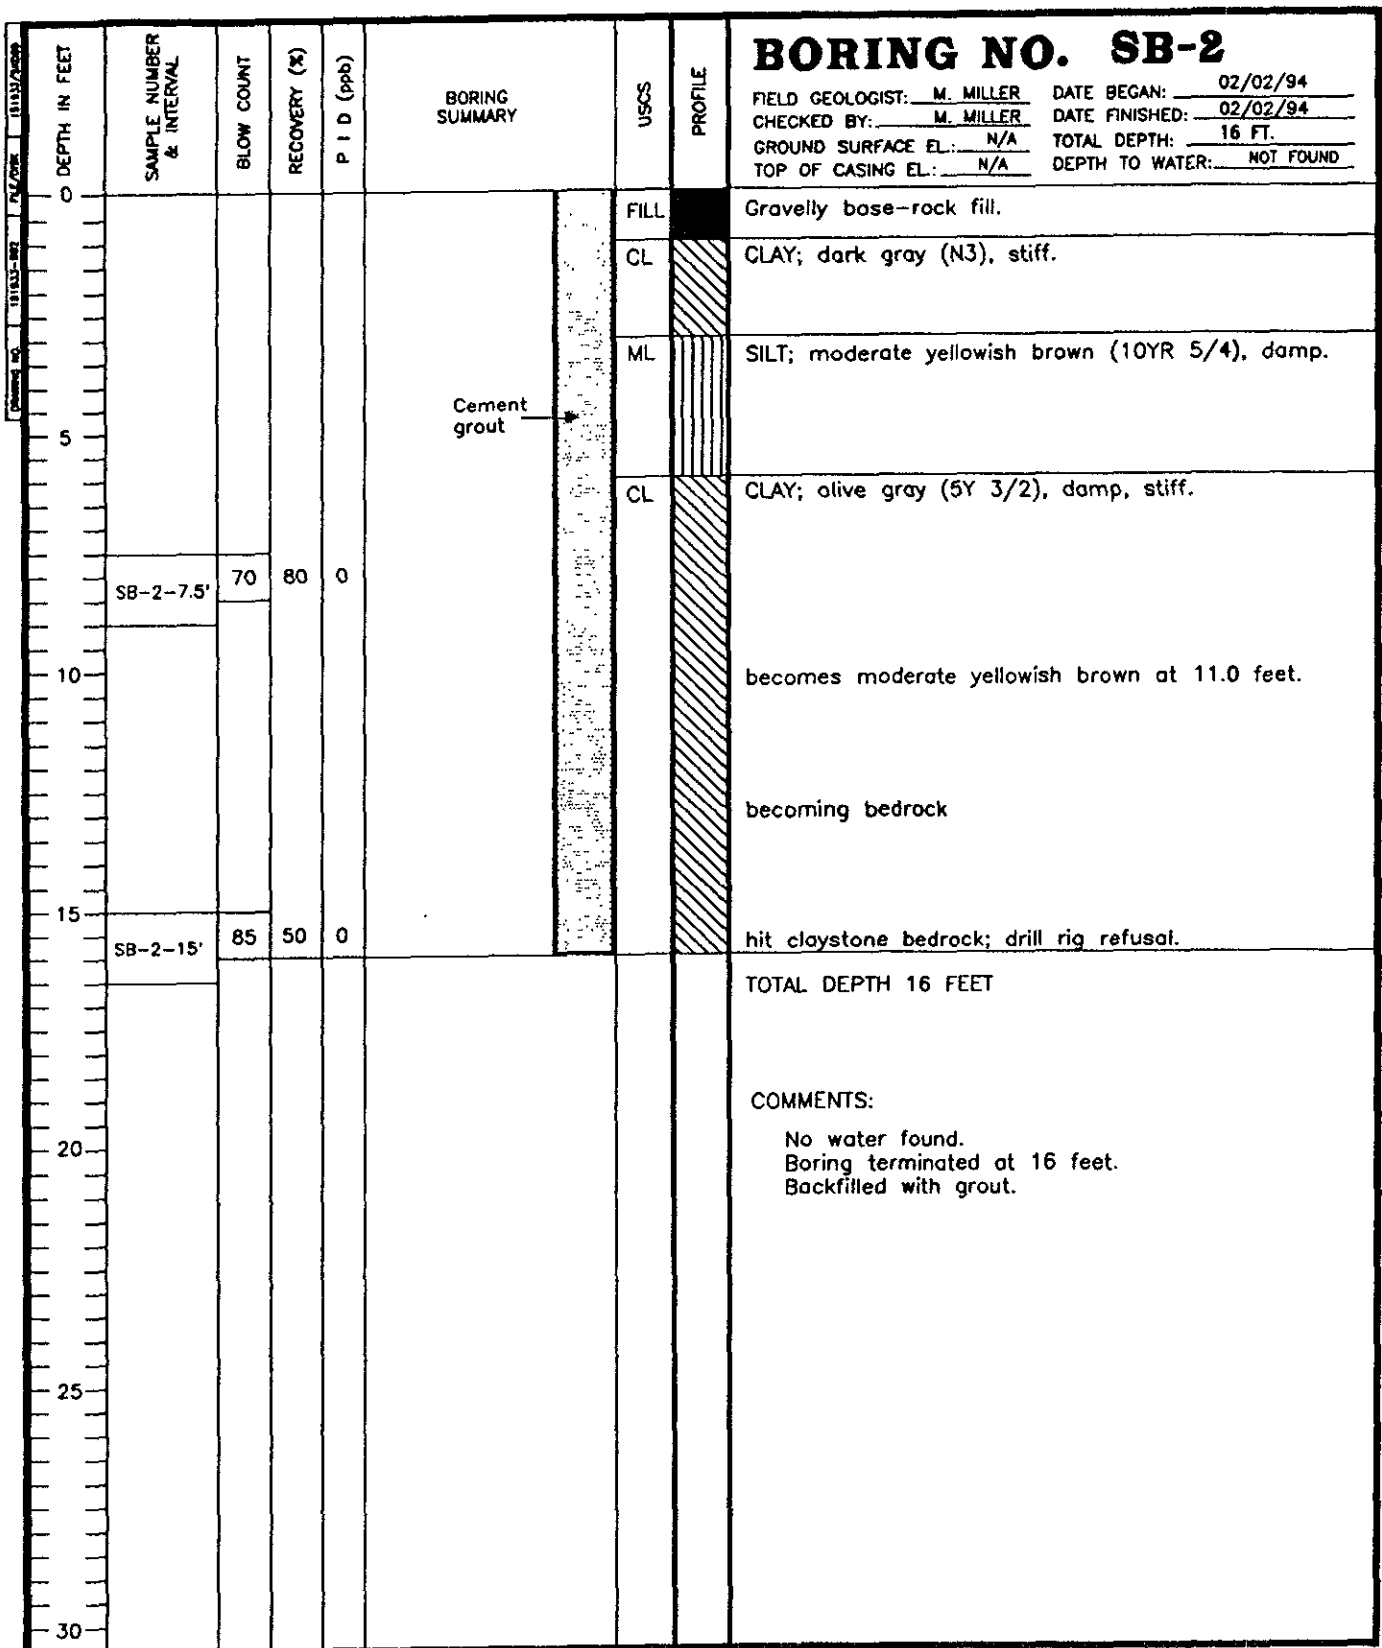 BORING NO. SB-2
FIELD GEOLOGIST: M. MILLER DATE BEGAN: 02/02/94
CHECKED BY: M. MILLER DATE FINISHED: 02/02/94
GROUND SURFACE EL.: N/A TOTAL DEPTH: 16 FT.
TOP OF CASING EL.: N/A DEPTH TO WATER: NOT FOUND
DEPTH IN FEET
SAMPLE NUMBER
& INTERVAL
BLOW COUNT
RECOVERY (%)
P I D (ppb)
BORING
SUMMARY
USCS
PROFILE
DRAWING NO.
0
FILL Gravelly base-rock fill.
CL CLAY; dark gray (N3), stiff.
ML SILT; moderate yellowish brown (10YR 5/4), damp.
Cement
grout
5
CL CLAY; olive gray (5Y 3/2), damp, stiff.
SB-2-7.5' 70 80 0
10
becomes moderate yellowish brown at 11.0 feet.
becoming bedrock
15
SB-2-15' 85 50 0
hit claystone bedrock; drill rig refusal.
TOTAL DEPTH 16 FEET
COMMENTS:
No water found.
20
Boring terminated at 16 feet.
Backfilled with grout.
25
30